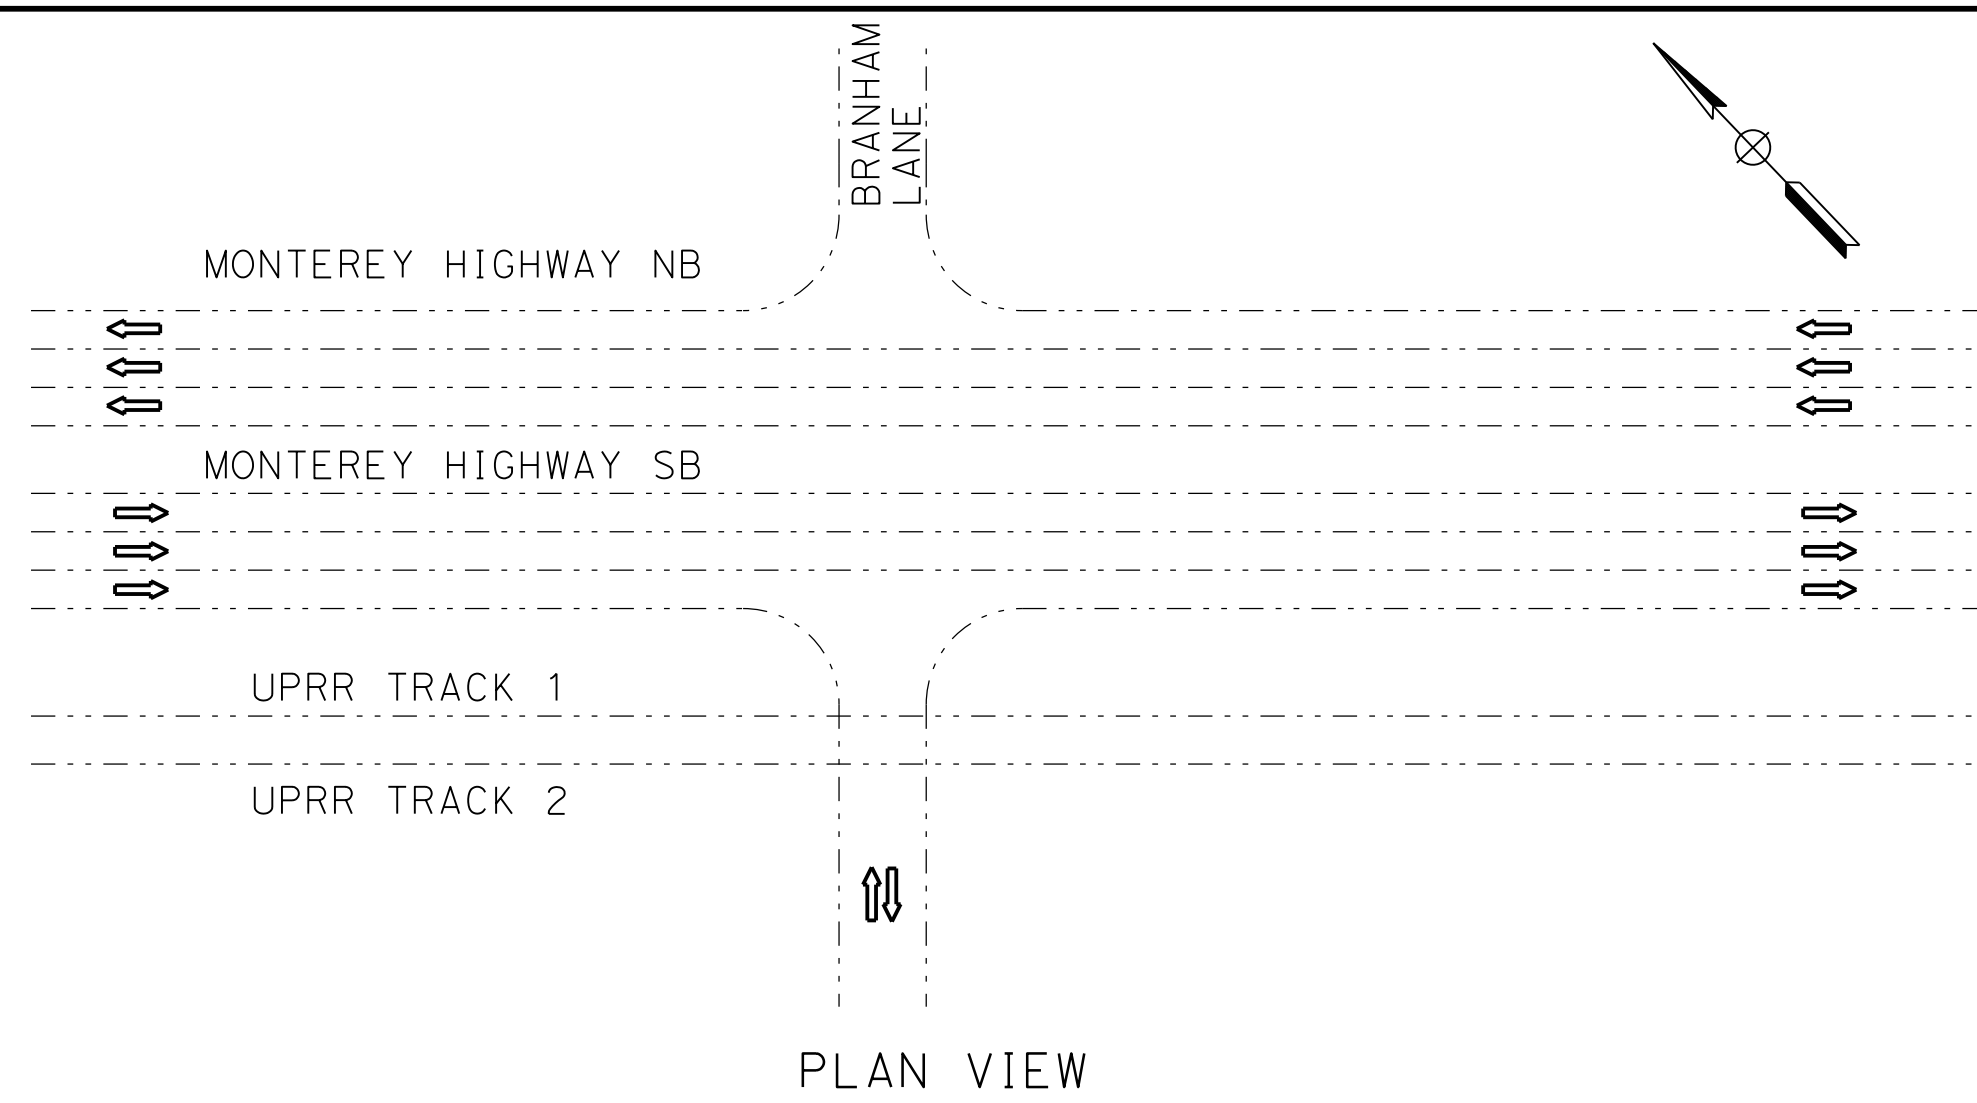 BRANHAM
LANE
MONTEREY HIGHWAY NB
MONTEREY HIGHWAY SB
UPRR TRACK 1
UPRR TRACK 2
PLAN VIEW